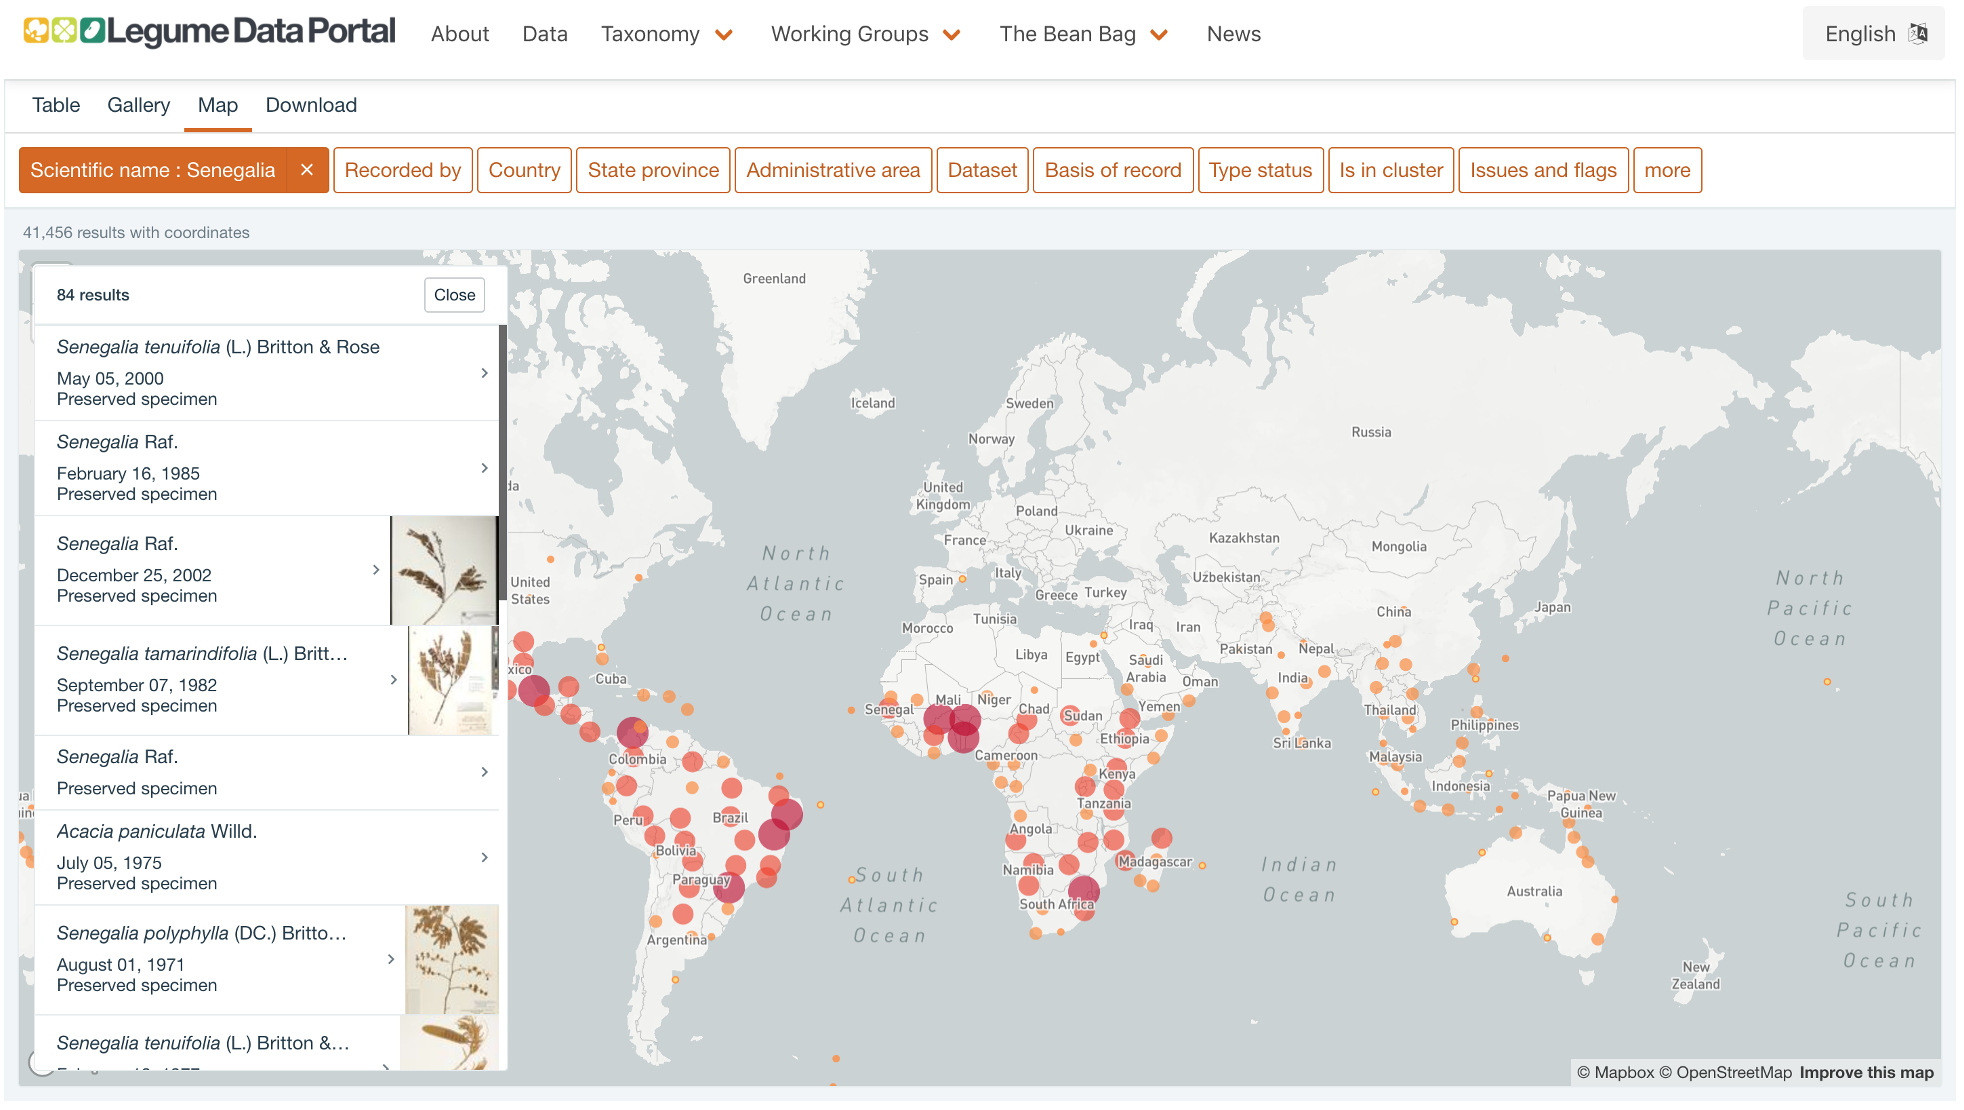 Legume Data Portal
About Data Taxonomy Working Groups The Bean Bag News
English
Table Gallery Map Download
Scientific name : Senegalia × Recorded by Country State province Administrative area Dataset Basis of record Type status Is in cluster Issues and flags more
41,456 results with coordinates
84 results
Close
Senegalia tenuifolia (L.) Britton & Rose
May 05, 2000
Preserved specimen
Senegalia Raf.
February 16, 1985
Preserved specimen
Senegalia Raf.
December 25, 2002
Preserved specimen
Senegalia tamarindifolia (L.) Britt…
September 07, 1982
Preserved specimen
Senegalia Raf.
Preserved specimen
Acacia paniculata Willd.
July 05, 1975
Preserved specimen
Senegalia polyphylla (DC.) Britto…
August 01, 1971
Preserved specimen
Senegalia tenuifolia (L.) Britton &…
Greenland
Iceland
Sweden
Norway
Russia
United
Kingdom
Poland
Ukraine
France
Kazakhstan
Mongolia
Italy
Spain
Greece
Turkey
Uzbekistan
China
Japan
United
States
North
Atlantic
Ocean
North
Pacific
Ocean
Morocco
Tunisia
Iraq
Iran
Libya
Egypt
Pakistan
Nepal
Saudi
Arabia
Oman
India
Cuba
Senegal
Mali
Niger
Chad
Sudan
Yemen
Thailand
Philippines
Ethiopia
Sri Lanka
Colombia
Cameroon
Malaysia
Kenya
Indonesia
Tanzania
Papua New
Guinea
Peru
Brazil
Angola
Bolivia
Namibia
Madagascar
Paraguay
South Africa
Australia
Argentina
South
Atlantic
Ocean
Indian
Ocean
South
Pacific
Ocean
New
Zealand
© Mapbox © OpenStreetMap Improve this map